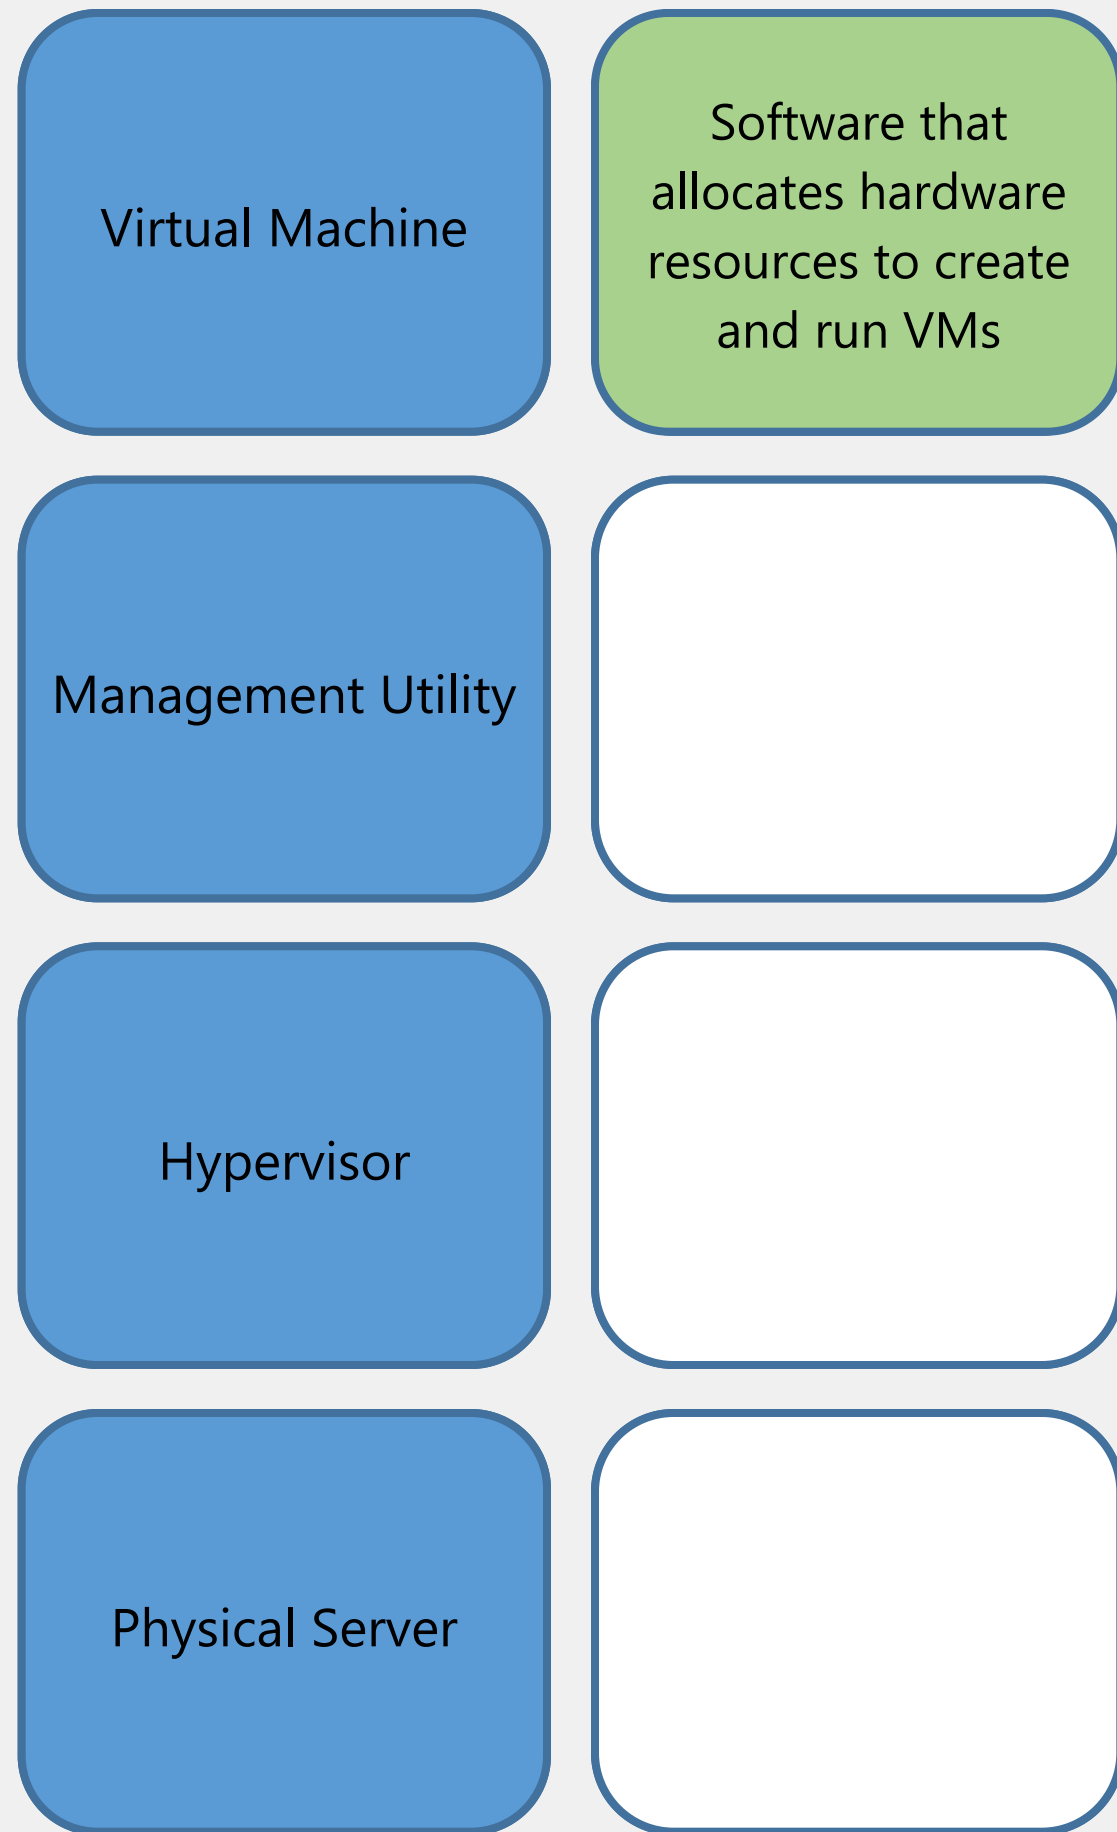 Virtual Machine
Software that
allocates hardware
resources to create
and run VMs
Management Utility
Hypervisor
Physical Server